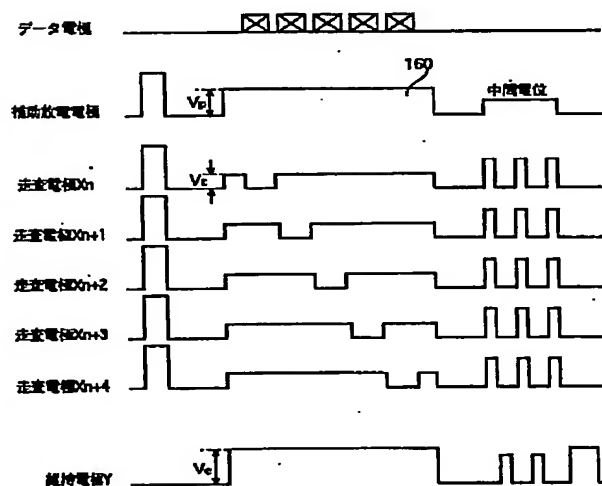 データ電極
160
Vp
中間電位
補助放電電極
走査電極Xn
走査電極Xn+1
走査電極Xn+2
走査電極Xn+3
走査電極Xn+4
Ve
維持電極Y